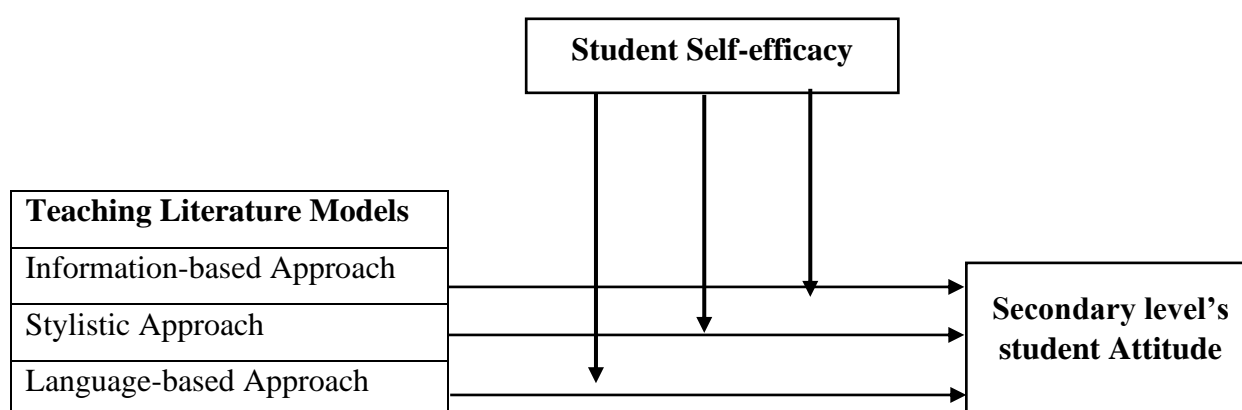 Student Self-efficacy
Teaching Literature Models
Information-based Approach
Stylistic Approach
Language-based Approach
Secondary level’s
student Attitude